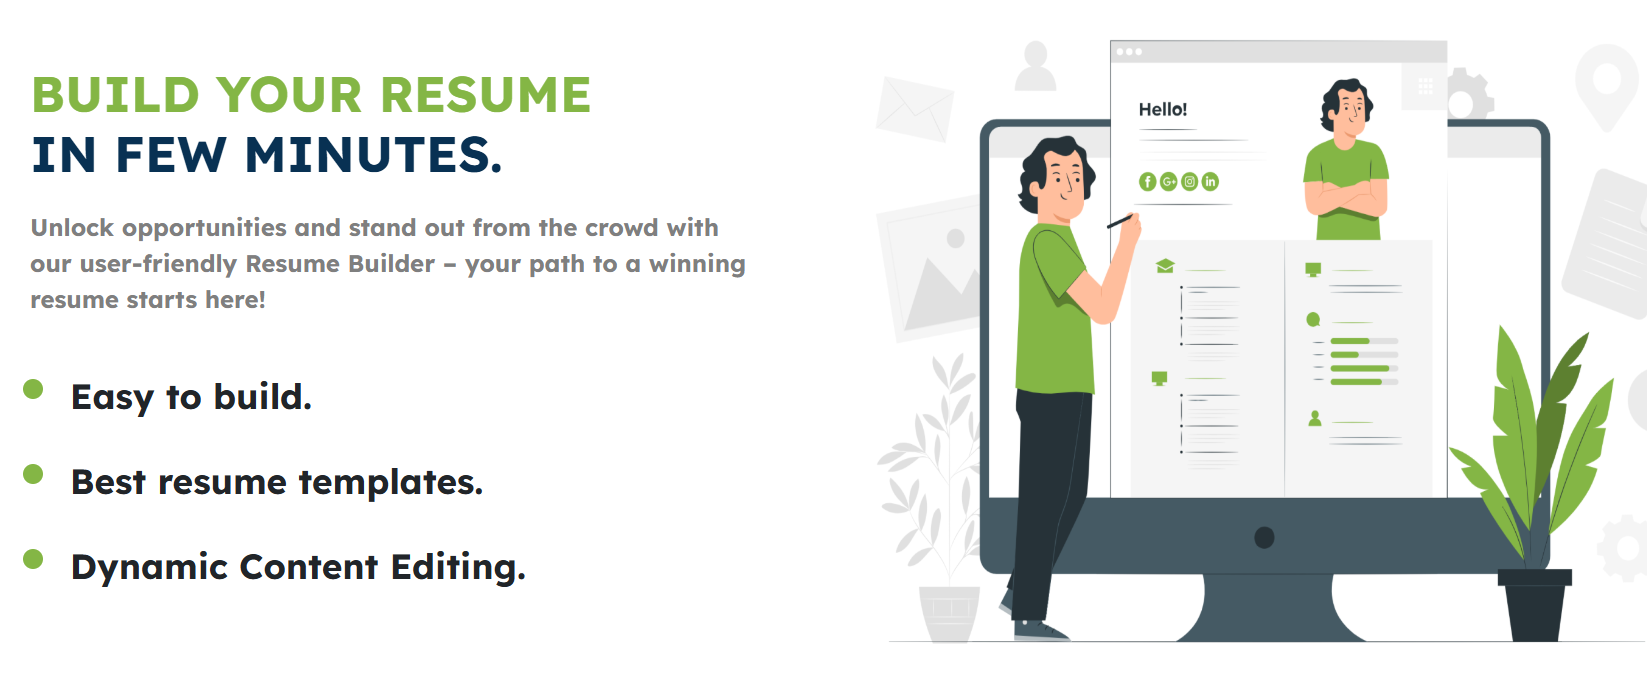 BUILD YOUR RESUME
IN FEW MINUTES.
Unlock opportunities and stand out from the crowd with
our user-friendly Resume Builder – your path to a winning
resume starts here!
Easy to build.
Best resume templates.
Dynamic Content Editing.
Hello!
f G+ in